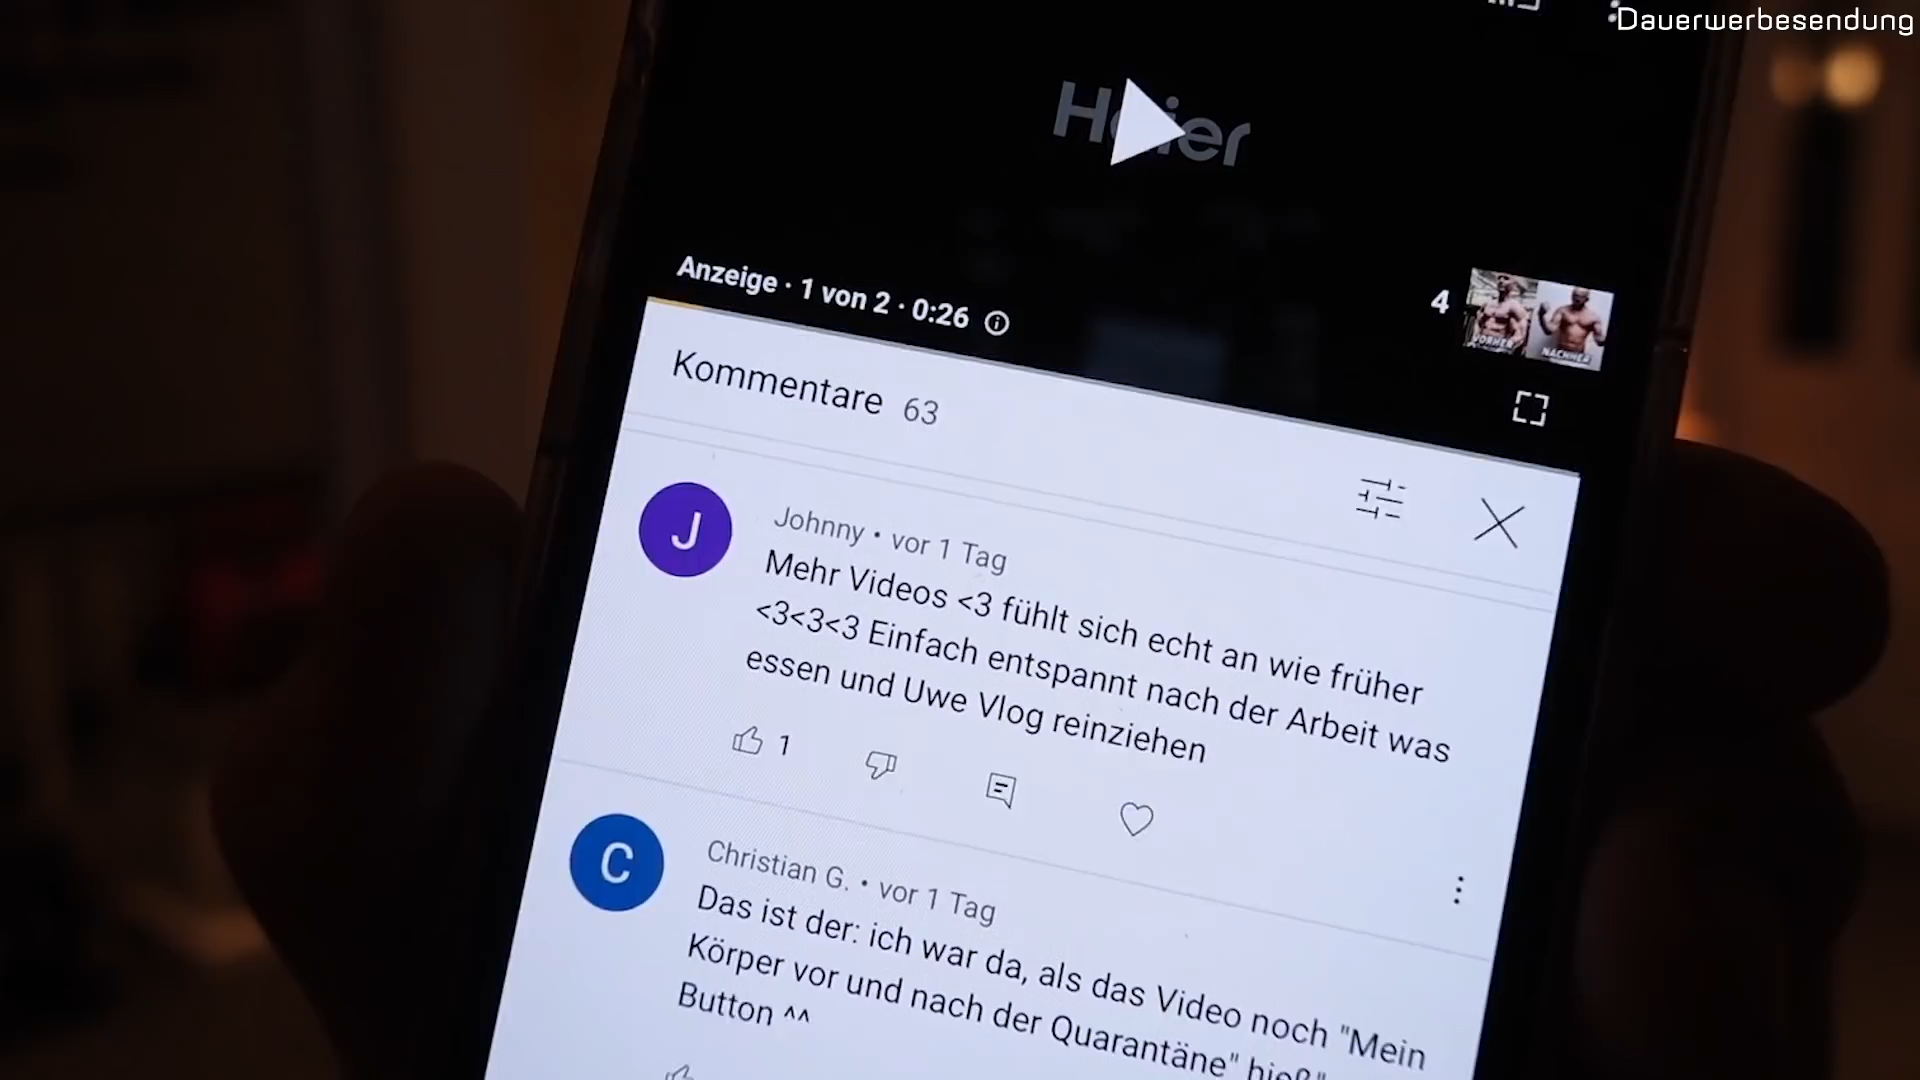 Dauerwerbesendung
Haier
Anzeige · 1 von 2 · 0:26
4
VORHER
NACHHER
Kommentare 63
J
Johnny • vor 1 Tag
Mehr Videos <3 fühlt sich echt an wie früher
<3<3<3 Einfach entspannt nach der Arbeit was
essen und Uwe Vlog reinziehen
1
C
Christian G. • vor 1 Tag
Das ist der: ich war da, als das Video noch "Mein
Körper vor und nach der Quarantäne" hieß"
Button ^^